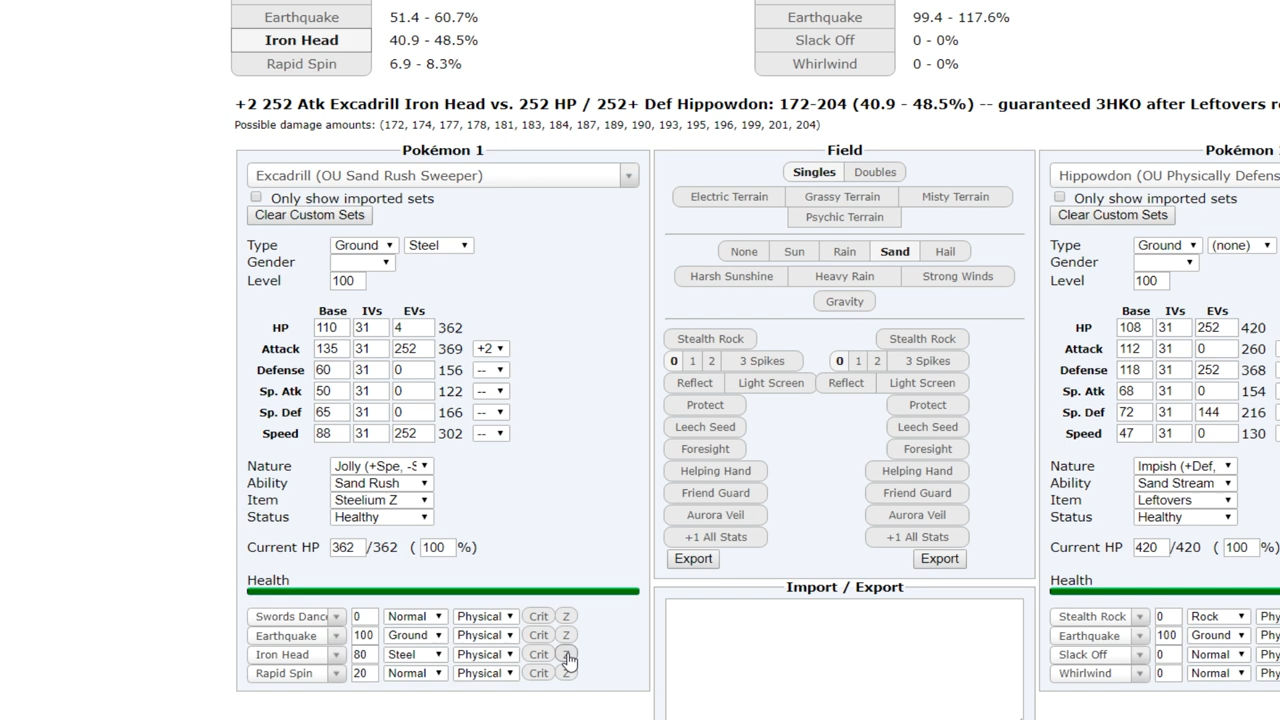 Earthquake 51.4 - 60.7% Earthquake 99.4 - 117.6%
Iron Head 40.9 - 48.5% Slack Off 0 - 0%
Rapid Spin 6.9 - 8.3% Whirlwind 0 - 0%
+2 252 Atk Excadrill Iron Head vs. 252 HP / 252+ Def Hippowdon: 172-204 (40.9 - 48.5%) -- guaranteed 3HKO after Leftovers re
Possible damage amounts: (172, 174, 177, 178, 181, 183, 184, 187, 189, 190, 193, 195, 196, 199, 201, 204)
Pokémon 1
Excadrill (OU Sand Rush Sweeper)
Only show imported sets
Clear Custom Sets
Type Ground Steel
Gender
Level 100
Base IVs EVs
HP 110 31 4 362
Attack 135 31 252 369 +2
Defense 60 31 0 156 --
Sp. Atk 50 31 0 122 --
Sp. Def 65 31 0 166 --
Speed 88 31 252 302 --
Nature Jolly (+Spe, -S
Ability Sand Rush
Item Steelium Z
Status Healthy
Current HP 362 /362 ( 100 %)
Health
Swords Danc 0 Normal Physical Crit Z
Earthquake 100 Ground Physical Crit Z
Iron Head 80 Steel Physical Crit Z
Rapid Spin 20 Normal Physical Crit Z
Field
Singles Doubles
Electric Terrain Grassy Terrain Misty Terrain
Psychic Terrain
None Sun Rain Sand Hail
Harsh Sunshine Heavy Rain Strong Winds
Gravity
Stealth Rock Stealth Rock
0 1 2 3 Spikes 0 1 2 3 Spikes
Reflect Light Screen Reflect Light Screen
Protect Protect
Leech Seed Leech Seed
Foresight Foresight
Helping Hand Helping Hand
Friend Guard Friend Guard
Aurora Veil Aurora Veil
+1 All Stats +1 All Stats
Export Export
Import / Export
Pokémon
Hippowdon (OU Physically Defens
Only show imported sets
Clear Custom Sets
Type Ground (none)
Gender
Level 100
Base IVs EVs
HP 108 31 252 420
Attack 112 31 0 260
Defense 118 31 252 368
Sp. Atk 68 31 0 154
Sp. Def 72 31 144 216
Speed 47 31 0 130
Nature Impish (+Def,
Ability Sand Stream
Item Leftovers
Status Healthy
Current HP 420 /420 ( 100 %)
Health
Stealth Rock 0 Rock Phy
Earthquake 100 Ground Phy
Slack Off 0 Normal Phy
Whirlwind 0 Normal Phy